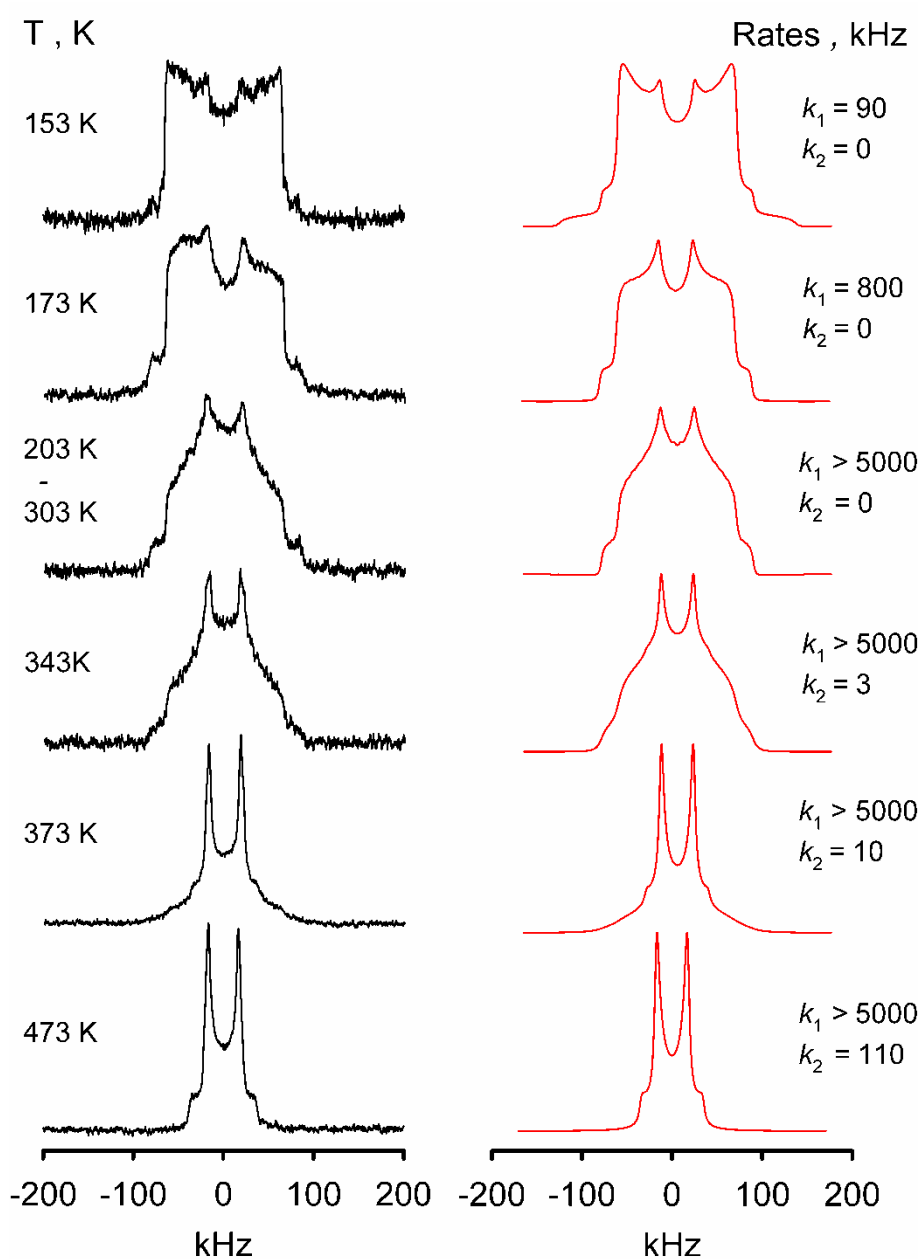 T , K
Rates , kHz
153 K
k₁ = 90
k₂ = 0
173 K
k₁ = 800
k₂ = 0
203 K
-
303 K
k₁ > 5000
k₂ = 0
343K
k₁ > 5000
k₂ = 3
373 K
k₁ > 5000
k₂ = 10
473 K
k₁ > 5000
k₂ = 110
-200 -100 0 100 200
-200 -100 0 100 200
kHz
kHz